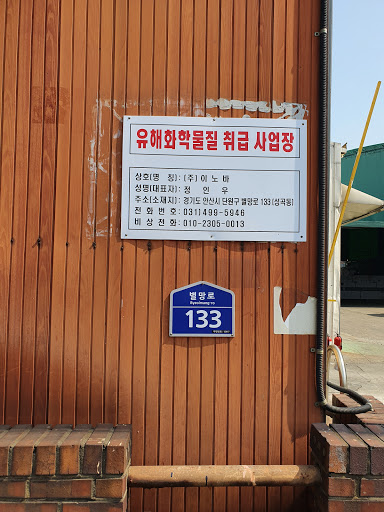 유해화학물질 취급 사업장
상호(명 칭): (주)이노바
성명(대표자): 정 인 우
주소(소재지): 경기도 안산시 단원구 별망로 133(성곡동)
전 화 번 호: 031)499-5946
비 상 전 화: 010-2305-0013
별망로
Byeolmang-ro
133